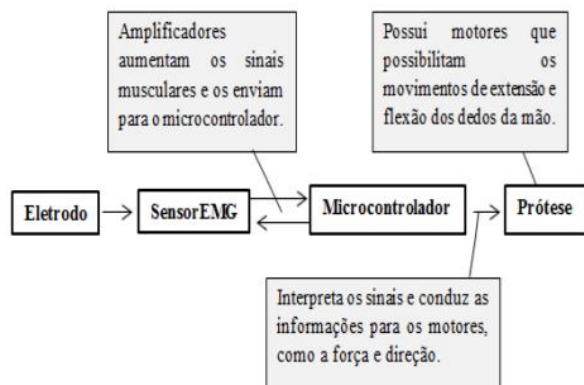 Amplificadores
aumentam os sinais
musculares e os enviam
para o microcontrolador.
Possui motores que
possibilitam os
movimentos de extensão e
flexão dos dedos da mão.
Eletrodo
SensorEMG
Microcontrolador
Prótese
Interpreta os sinais e conduz as
informações para os motores,
como a força e direção.